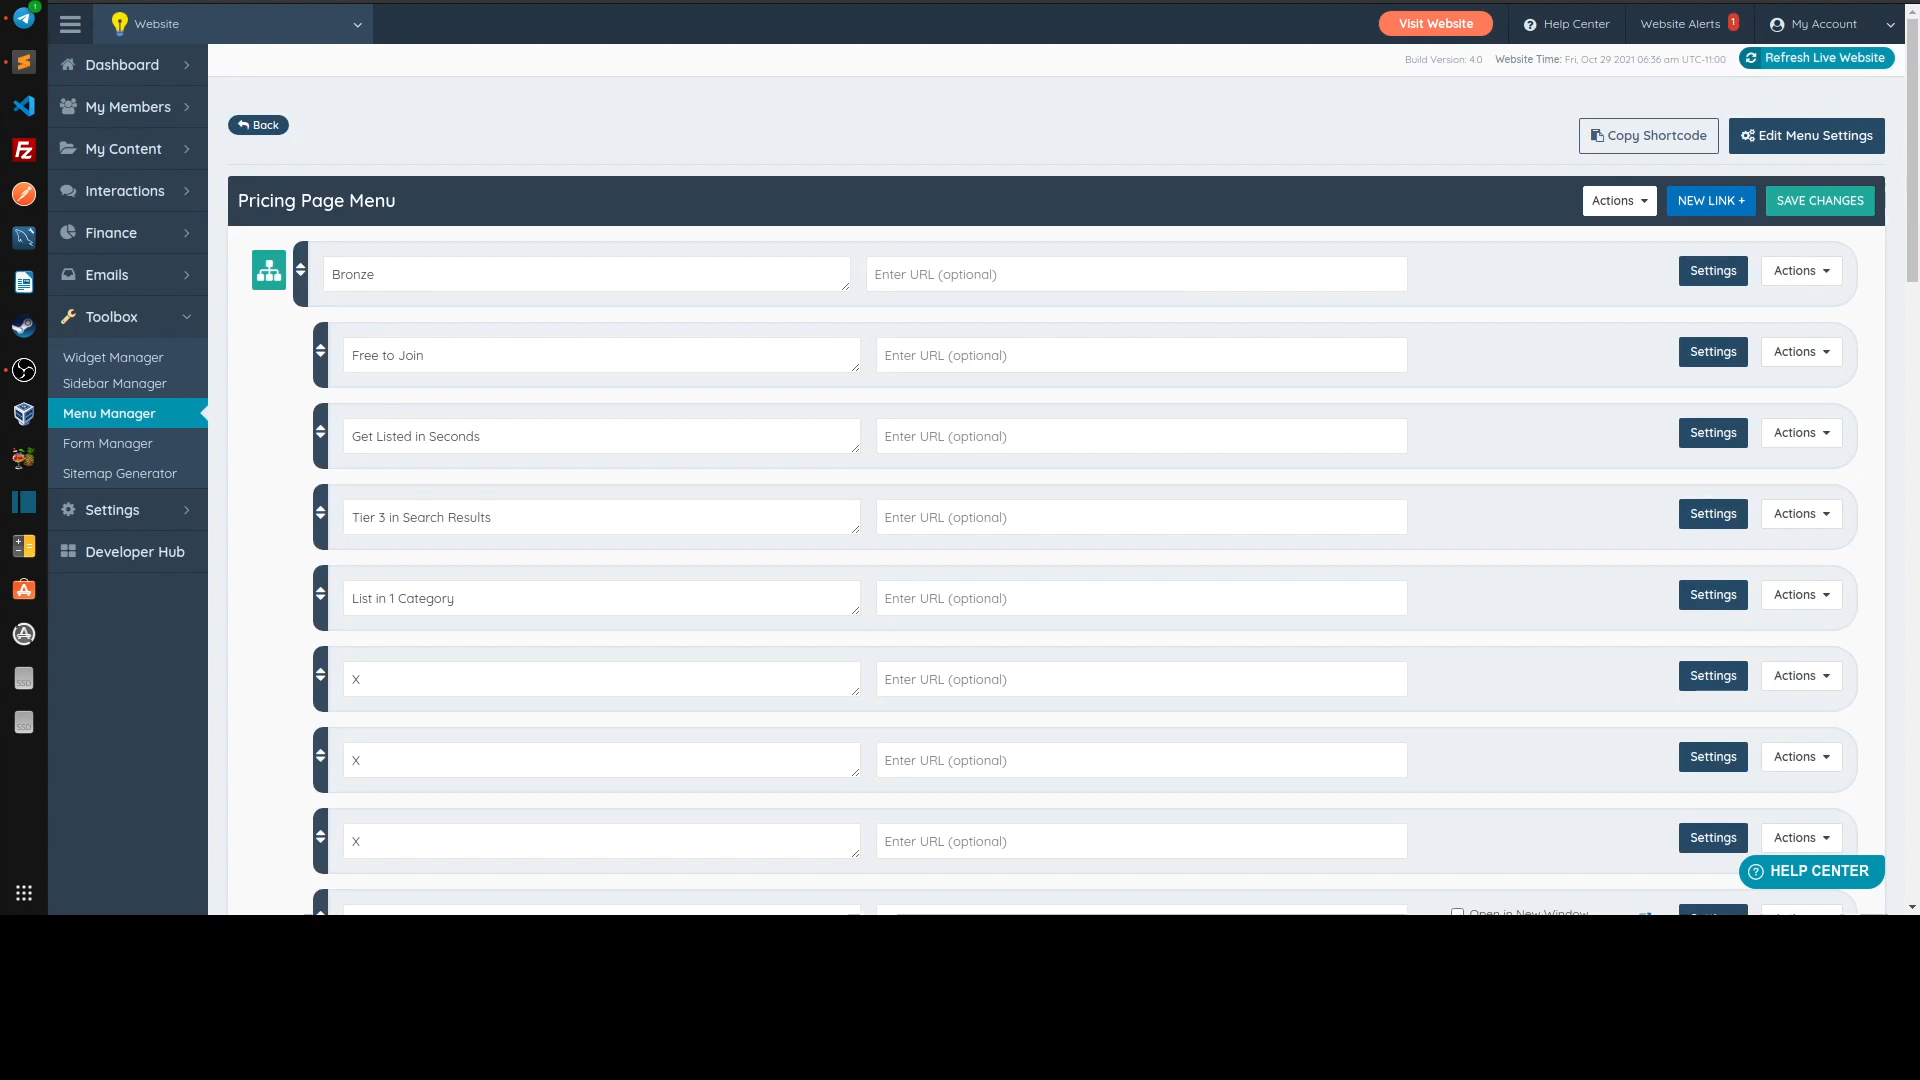 1
Website
Visit Website
Help Center
Website Alerts 1
My Account
Build Version: 4.0 Website Time: Fri, Oct 29 2021 06:36 am UTC-11:00
Refresh Live Website
Dashboard
My Members
My Content
Interactions
Finance
Emails
Toolbox
Widget Manager
Sidebar Manager
Menu Manager
Form Manager
Sitemap Generator
Settings
Developer Hub
Back
Copy Shortcode
Edit Menu Settings
Pricing Page Menu
Actions
NEW LINK +
SAVE CHANGES
Bronze
Enter URL (optional)
Settings
Actions
Free to Join
Enter URL (optional)
Settings
Actions
Get Listed in Seconds
Enter URL (optional)
Settings
Actions
Tier 3 in Search Results
Enter URL (optional)
Settings
Actions
List in 1 Category
Enter URL (optional)
Settings
Actions
X
Enter URL (optional)
Settings
Actions
X
Enter URL (optional)
Settings
Actions
X
Enter URL (optional)
Settings
Actions
HELP CENTER
Open in New Window